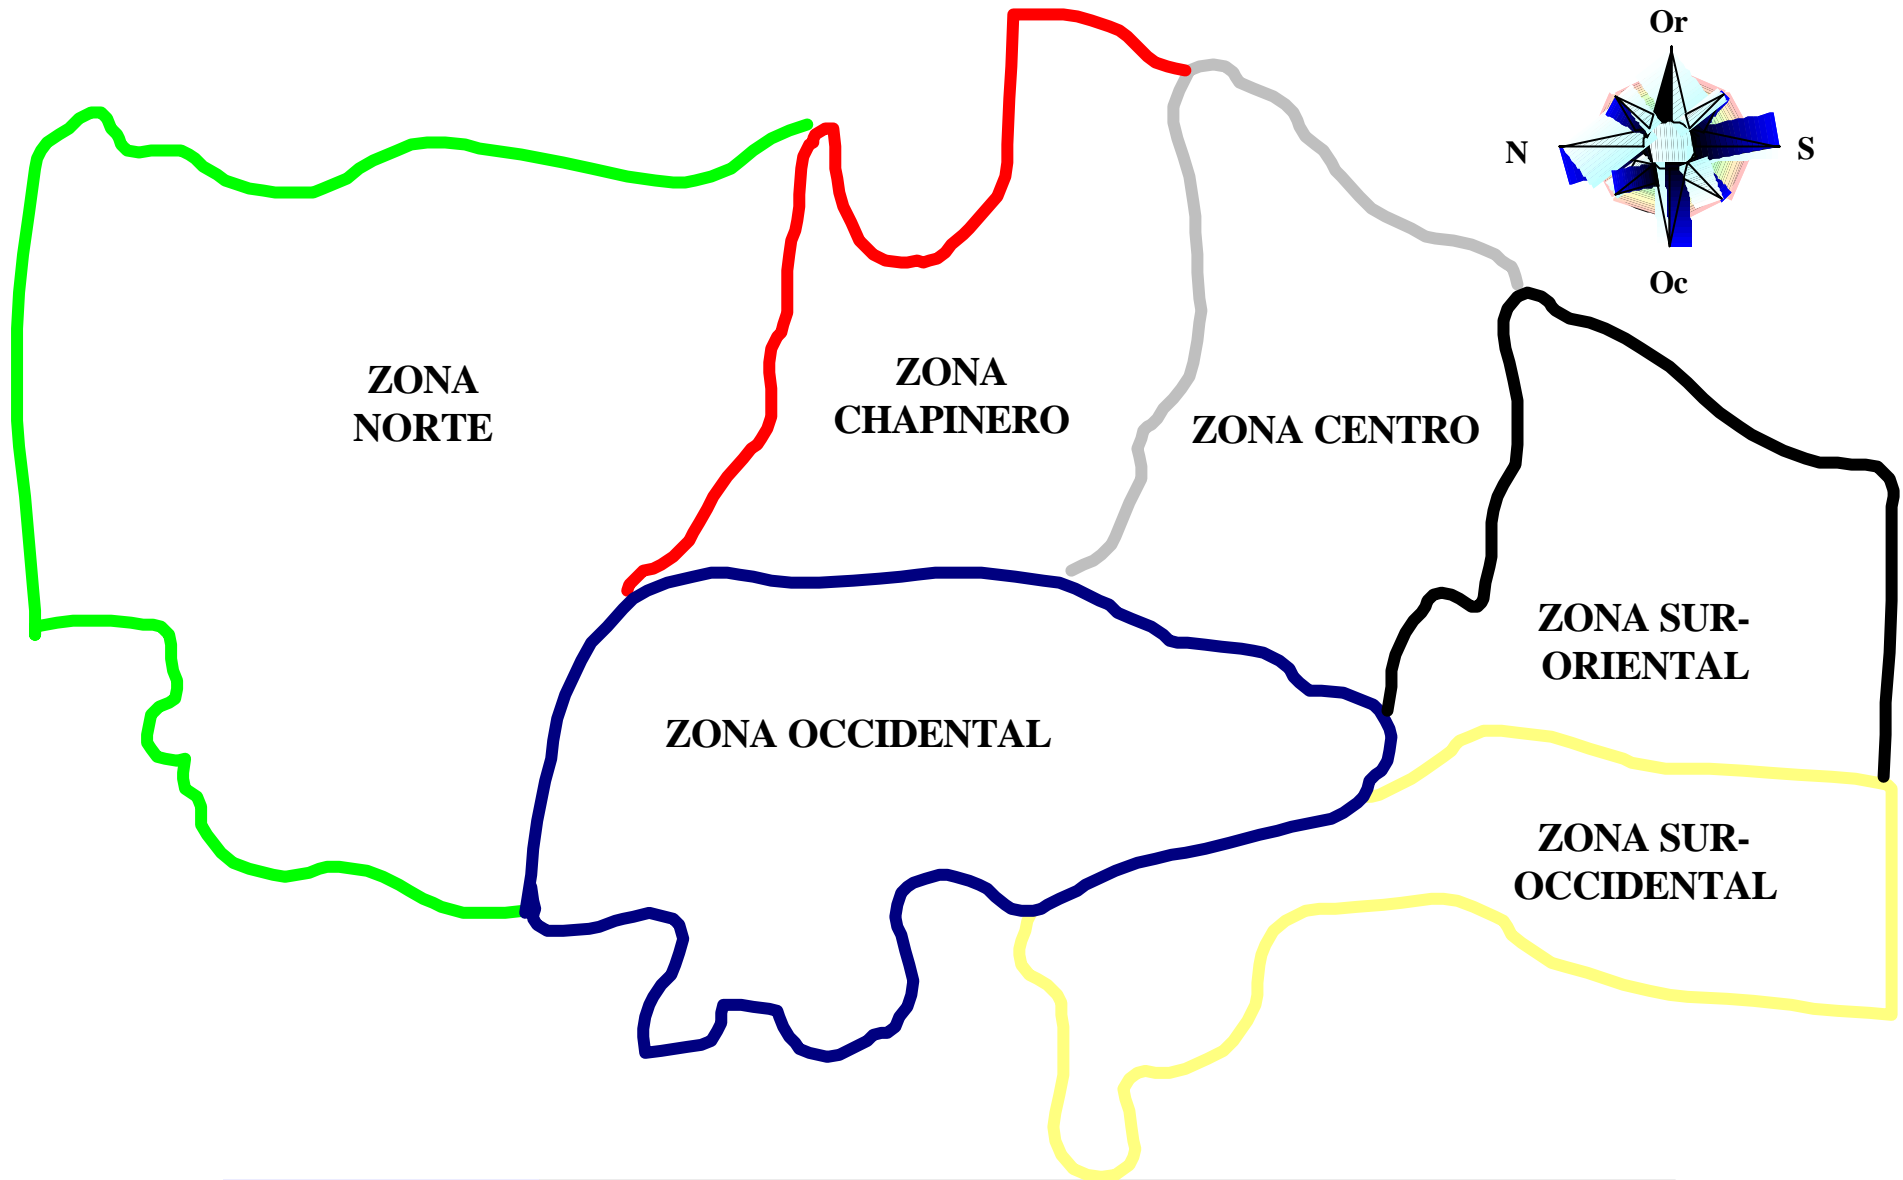 Or
N
S
Oc
ZONA
NORTE
ZONA
CHAPINERO
ZONA CENTRO
ZONA SUR-
ORIENTAL
ZONA OCCIDENTAL
ZONA SUR-
OCCIDENTAL